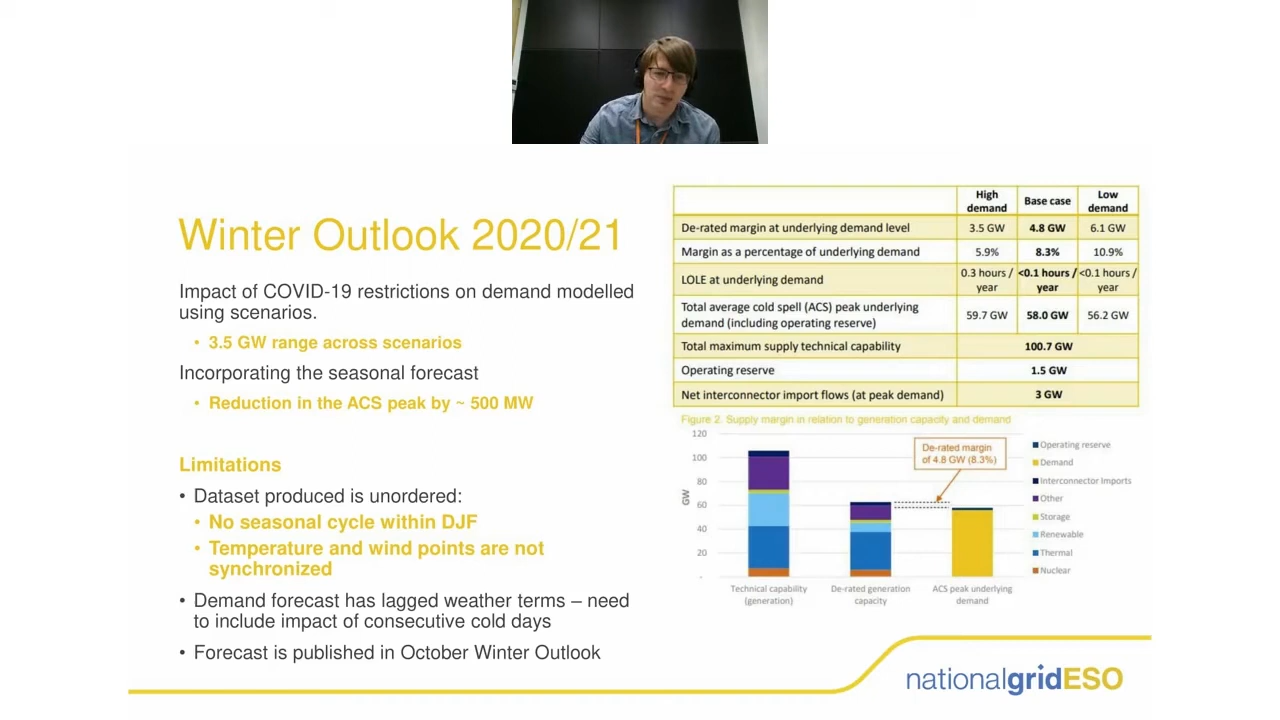 Winter Outlook 2020/21
Impact of COVID-19 restrictions on demand modelled
using scenarios.
• 3.5 GW range across scenarios
Incorporating the seasonal forecast
• Reduction in the ACS peak by ~ 500 MW
Limitations
• Dataset produced is unordered:
• No seasonal cycle within DJF
• Temperature and wind points are not
synchronized
• Demand forecast has lagged weather terms – need
to include impact of consecutive cold days
• Forecast is published in October Winter Outlook
High demand Base case Low demand
De-rated margin at underlying demand level 3.5 GW 4.8 GW 6.1 GW
Margin as a percentage of underlying demand 5.9% 8.3% 10.9%
LOLE at underlying demand 0.3 hours / year <0.1 hours / year <0.1 hours / year
Total average cold spell (ACS) peak underlying
demand (including operating reserve) 59.7 GW 58.0 GW 56.2 GW
Total maximum supply technical capability 100.7 GW
Operating reserve 1.5 GW
Net interconnector import flows (at peak demand) 3 GW
Figure 2. Supply margin in relation to generation capacity and demand
GW
120
100
80
60
40
20
-
De-rated margin
of 4.8 GW (8.3%)
Technical capability
(generation)
De-rated generation
capacity
ACS peak underlying
demand
Operating reserve
Demand
Interconnector Imports
Other
Storage
Renewable
Thermal
Nuclear
nationalgridESO